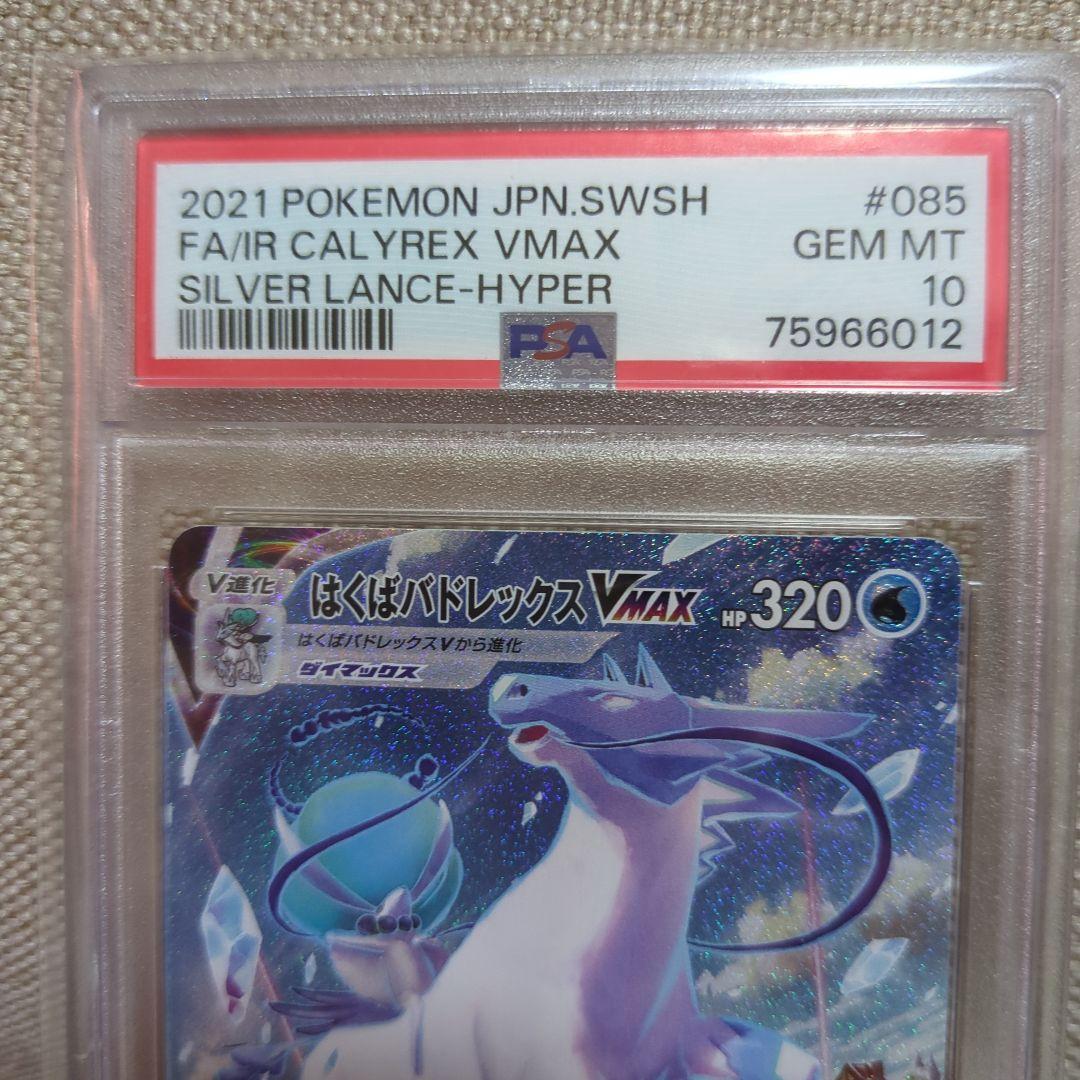 2021 POKEMON JPN.SWSH #085
FA/IR CALYREX VMAX GEM MT
SILVER LANCE-HYPER 10
75966012
PSA
V進化
はくばバドレックスVMAX HP 320
はくばバドレックスVから進化
ダイマックス